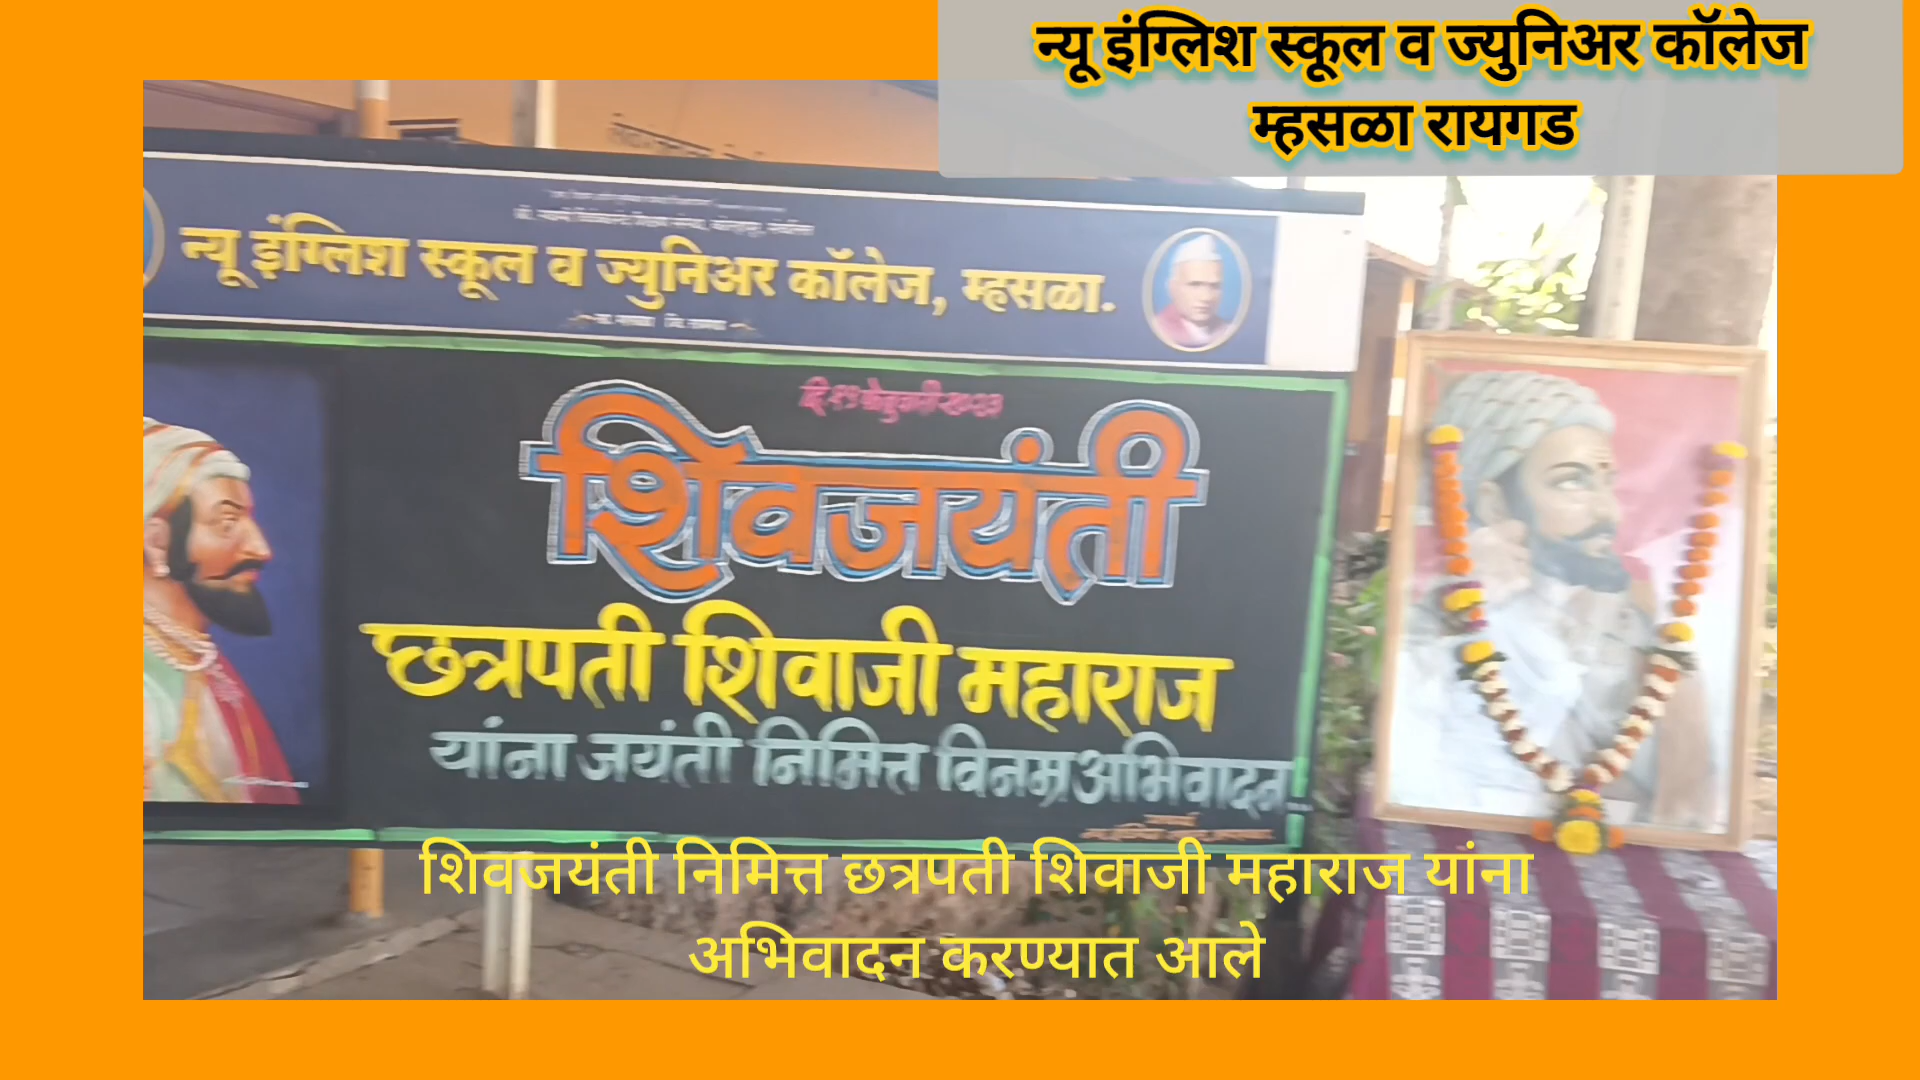 न्यू इंग्लिश स्कूल व ज्युनिअर कॉलेज
म्हसळा रायगड
न्यू इंग्लिश स्कूल व ज्युनिअर कॉलेज, म्हसळा.
शिवजयंती
छत्रपती शिवाजी महाराज
यांना जयंती निमित्त विनम्र अभिवादन
शिवजयंती निमित्त छत्रपती शिवाजी महाराज यांना
अभिवादन करण्यात आले